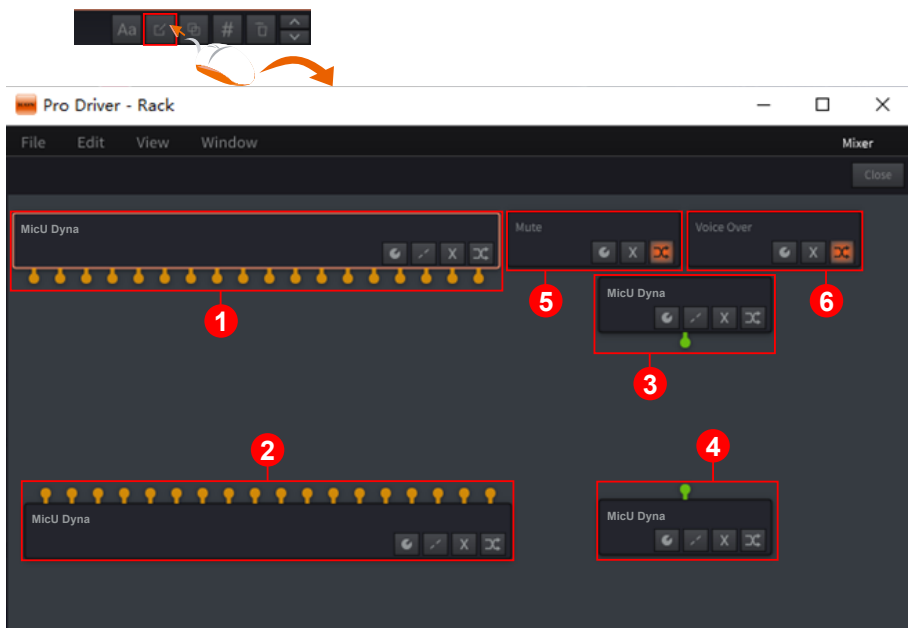 Aa #
Pro Driver - Rack
File Edit View Window Mixer
Close
MicU Dyna Mute Voice Over
X X X
5 MicU Dyna 6
1 X
3
2 4
MicU Dyna MicU Dyna
X X